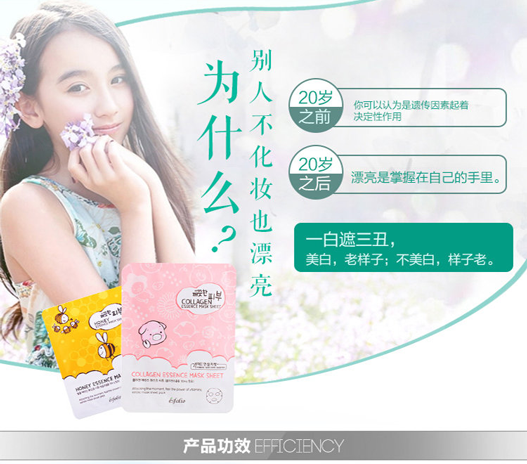 为什么?
别人不化妆也漂亮
20岁
之前
你可以认为是遗传因素起着
决定性作用
20岁
之后
漂亮是掌握在自己的手里。
一白遮三丑，
美白，老样子；不美白，样子老。
HONEY
HONEY ESSENCE MA
COLLAGEN
ESSENCE MASK SHEET
COLLAGEN ESSENCE MASK SHEET
esfolio
产品功效 EFFICIENCY